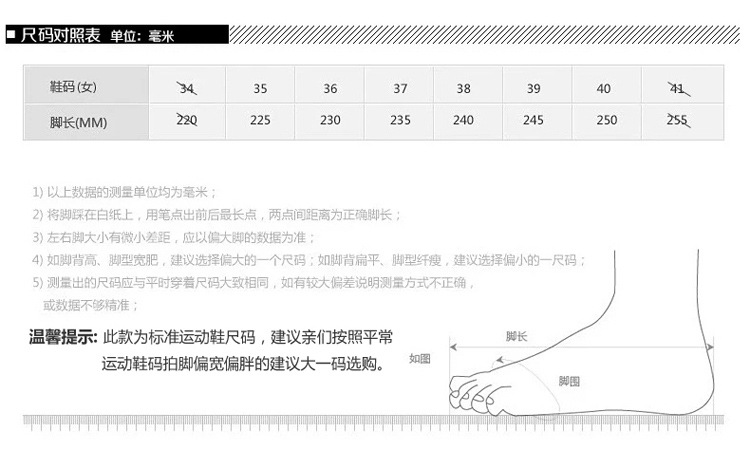 尺码对照表 单位:毫米
鞋码(女) 34 35 36 37 38 39 40 41
脚长(MM) 220 225 230 235 240 245 250 255
1) 以上数据的测量单位均为毫米;
2) 将脚踩在白纸上,用笔点出前后最长点,两点间距离为正确脚长;
3) 左右脚大小有微小差距,应以偏大脚的数据为准;
4) 如脚背高、脚型宽肥,建议选择偏大的一个尺码;如脚背扁平、脚型纤瘦,建议选择偏小的一尺码;
5) 测量出的尺码应与平时穿着尺码大致相同,如有较大偏差说明测量方式不正确,
或数据不够精准;
温馨提示: 此款为标准运动鞋尺码,建议亲们按照平常
运动鞋码拍脚偏宽偏胖的建议大一码选购。
脚长
如图
脚围